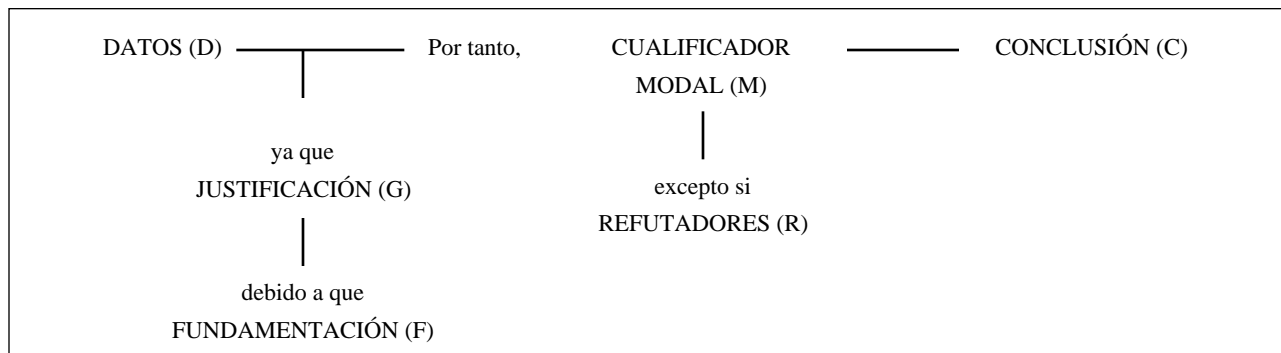 DATOS (D) Por tanto, CUALIFICADOR CONCLUSIÓN (C)
MODAL (M)
ya que
JUSTIFICACIÓN (G)
excepto si
REFUTADORES (R)
debido a que
FUNDAMENTACIÓN (F)